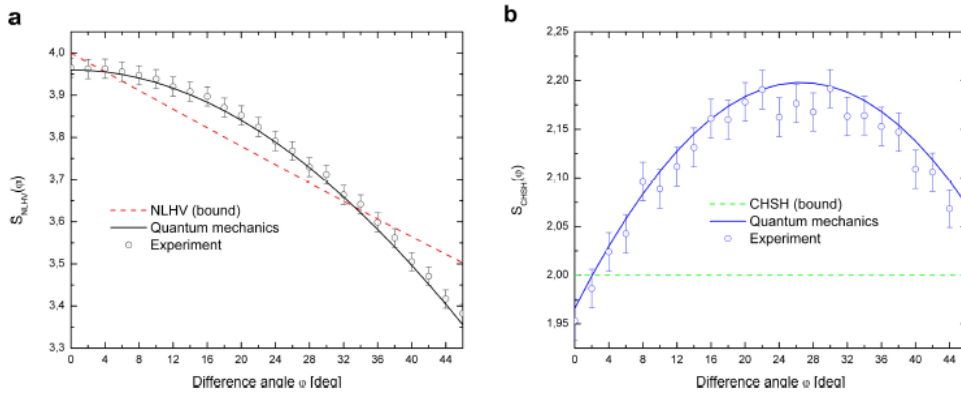 a
4,0
3,9
3,8
3,7
3,6
3,5
3,4
3,3
S_NLHV(φ)
NLHV (bound)
Quantum mechanics
Experiment
0 4 8 12 16 20 24 28 32 36 40 44
Difference angle φ [deg]
b
2,25
2,20
2,15
2,10
2,05
2,00
1,95
S_CHSH(φ)
CHSH (bound)
Quantum mechanics
Experiment
0 4 8 12 16 20 24 28 32 36 40 44
Difference angle φ [deg]